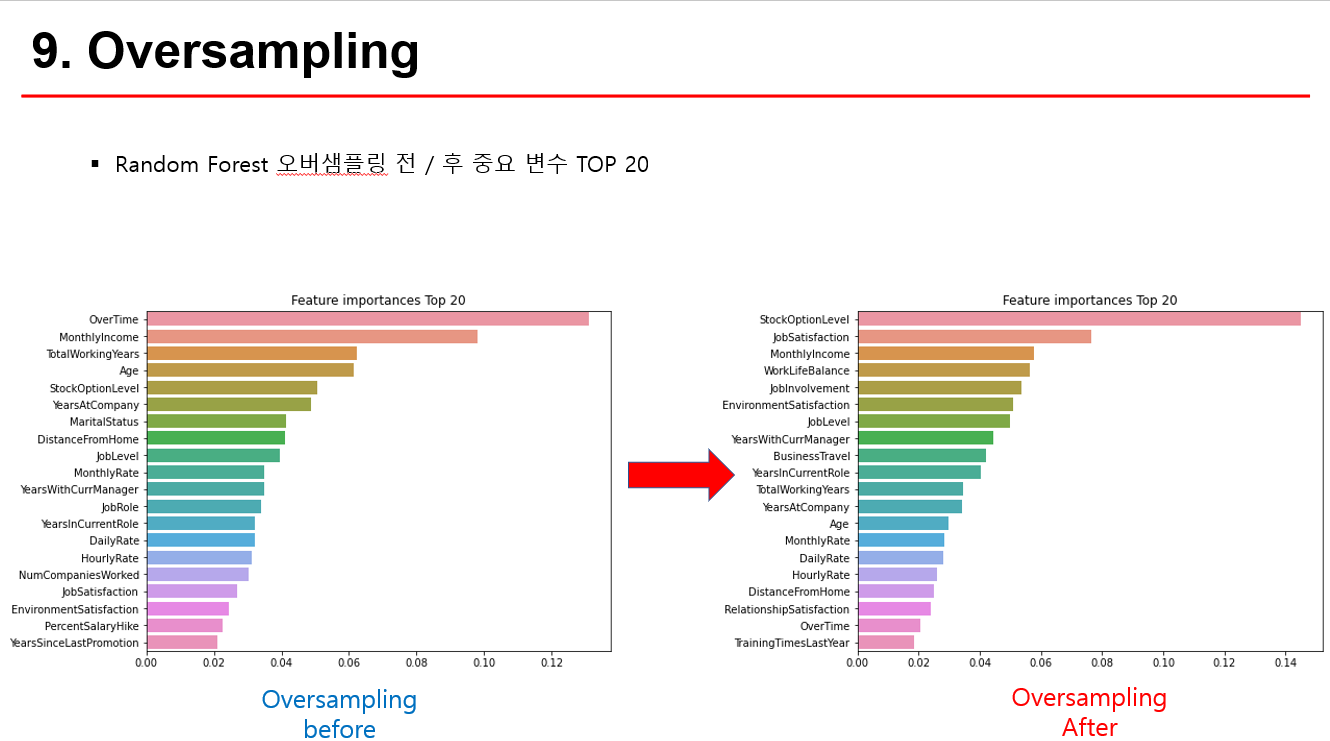 9. Oversampling
▪ Random Forest 오버샘플링 전 / 후 중요 변수 TOP 20
Feature importances Top 20
OverTime
MonthlyIncome
TotalWorkingYears
Age
StockOptionLevel
YearsAtCompany
MaritalStatus
DistanceFromHome
JobLevel
MonthlyRate
YearsWithCurrManager
JobRole
YearsInCurrentRole
DailyRate
HourlyRate
NumCompaniesWorked
JobSatisfaction
EnvironmentSatisfaction
PercentSalaryHike
YearsSinceLastPromotion
0.00 0.02 0.04 0.06 0.08 0.10 0.12
Oversampling
before
Feature importances Top 20
StockOptionLevel
JobSatisfaction
MonthlyIncome
WorkLifeBalance
JobInvolvement
EnvironmentSatisfaction
JobLevel
YearsWithCurrManager
BusinessTravel
YearsInCurrentRole
TotalWorkingYears
YearsAtCompany
Age
MonthlyRate
DailyRate
HourlyRate
DistanceFromHome
RelationshipSatisfaction
OverTime
TrainingTimesLastYear
0.00 0.02 0.04 0.06 0.08 0.10 0.12 0.14
Oversampling
After